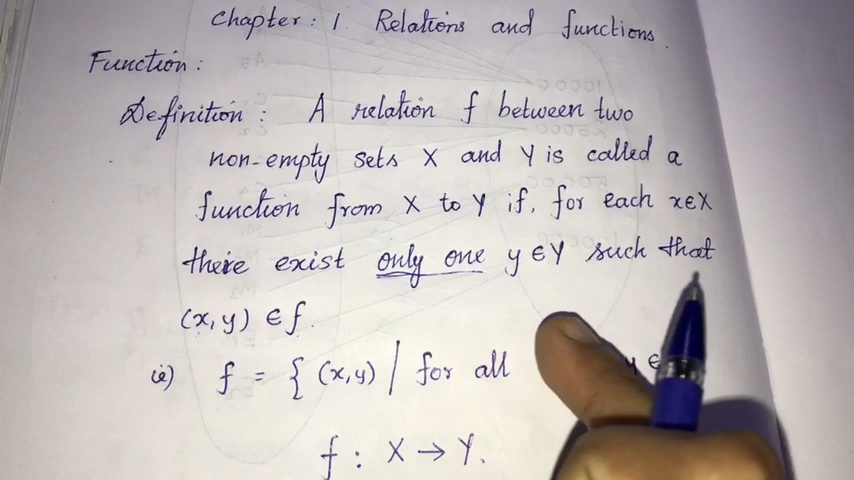 Chapter: 1 Relations and functions.
Function:
Definition: A relation f between two
non-empty sets X and Y is called a
function from X to Y if, for each x∈X
there exist only one y∈Y such that
(x,y) ∈ f.
ie) f = { (x,y) | for all y ∈
f : X → Y.